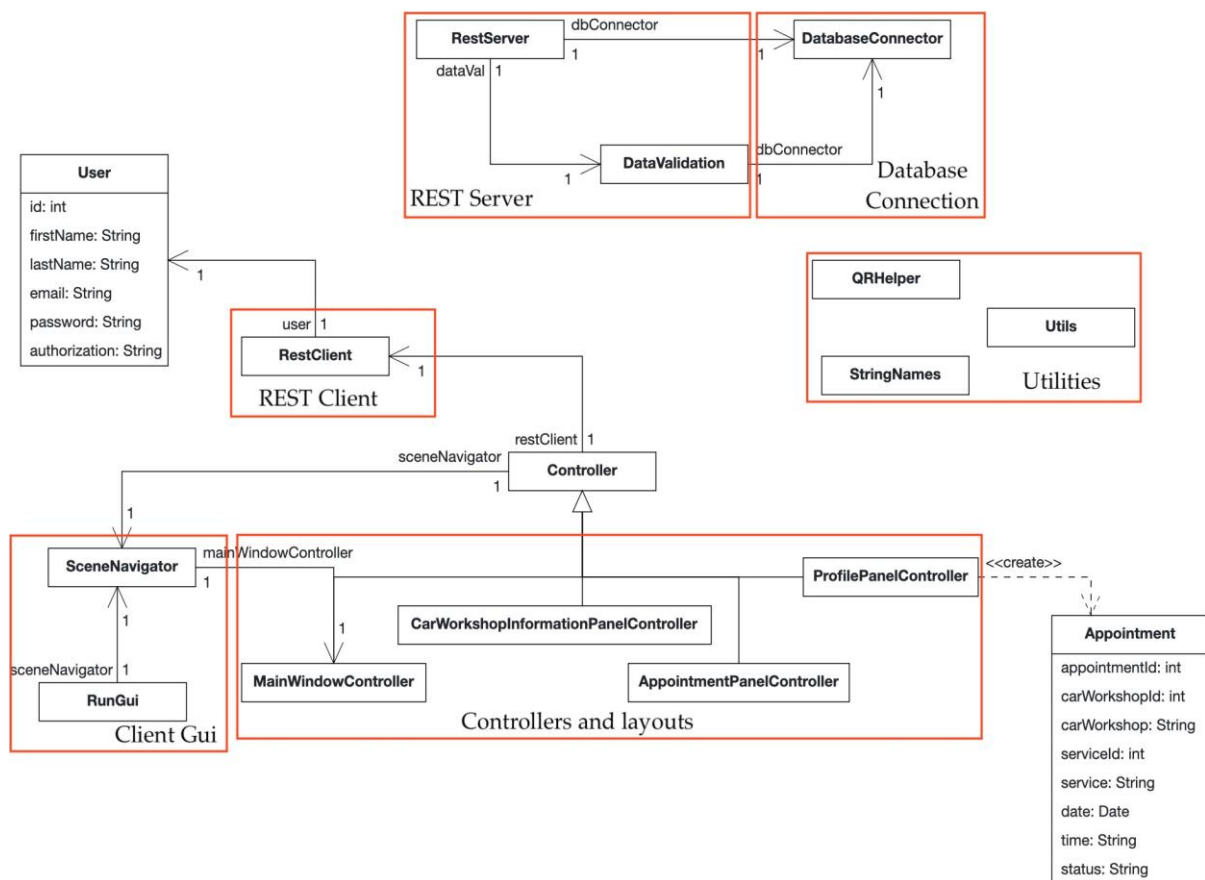 dbConnector
RestServer
DatabaseConnector
1
1
dataVal
1
1
DataValidation
dbConnector
1
1
REST Server
Database
Connection
User
id: int
firstName: String
lastName: String
email: String
password: String
authorization: String
1
user
1
RestClient
1
REST Client
QRHelper
Utils
StringNames
Utilities
restClient
1
sceneNavigator
Controller
1
1
SceneNavigator
mainWindowController
1
1
1
sceneNavigator
1
RunGui
Client Gui
ProfilePanelController
<<create>>
CarWorkshopInformationPanelController
MainWindowController
AppointmentPanelController
Controllers and layouts
Appointment
appointmentId: int
carWorkshopId: int
carWorkshop: String
serviceId: int
service: String
date: Date
time: String
status: String